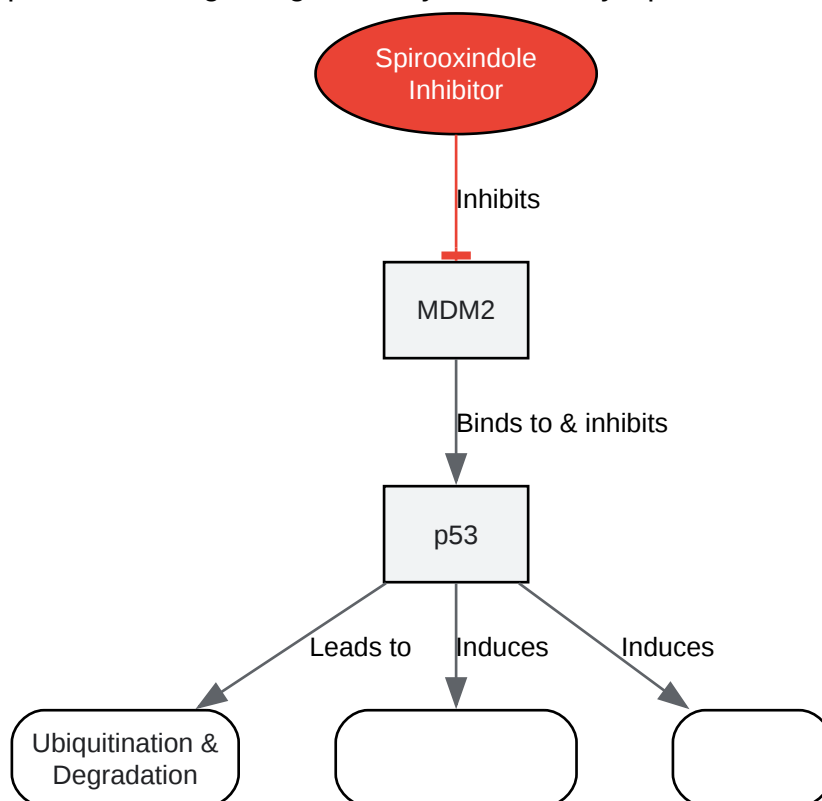 Spirooxindole
Inhibitor
Inhibits
MDM2
Binds to & inhibits
p53
Leads to
Induces
Induces
Ubiquitination &
Degradation